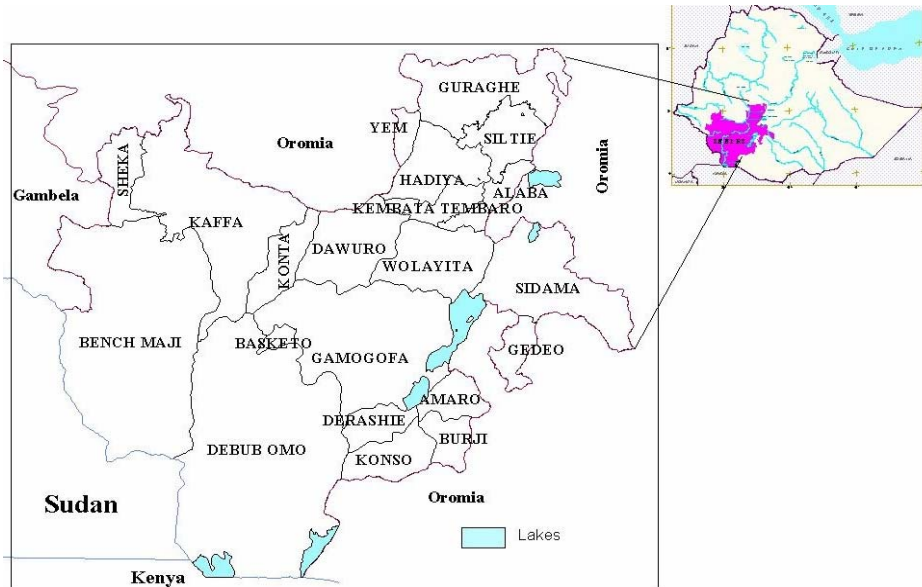 GURAGHE
YEM
SILTIE
Oromia
SHEKA
HADIYA
Oromia
Gambela
ALABA
KEMBATA TEMBARO
KAFFA
KONTA
DAWURO
WOLAYITA
SIDAMA
BENCH MAJI
BASKETO
GAMOGOFA
GEDEO
AMARO
DERASHIE
BURJI
DEBUB OMO
KONSO
Oromia
Sudan
Lakes
Kenya